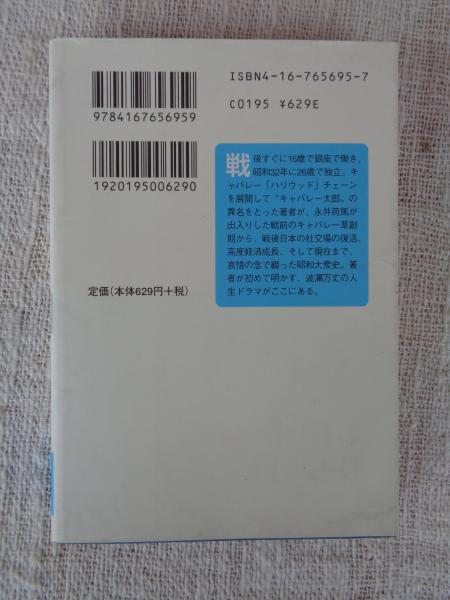 ISBN4-16-765695-7
C0195 ¥629E
9784167656959
1920195006290
定価(本体629円+税)
戦後すぐに16歳で銀座で働き、
昭和32年に26歳で独立。キ
ャバレー「ハリウッド」チェーン
を展開して〝キャバレー太郎〟の
異名をとった著者が、永井荷風が
出入りした戦前のキャバレー草創
期から、戦後日本の社交場の復活、
高度経済成長、そして現在まで、
哀惜の念で綴った昭和大衆史。著
者が初めて明かす、波瀾万丈の人
生ドラマがここにある。